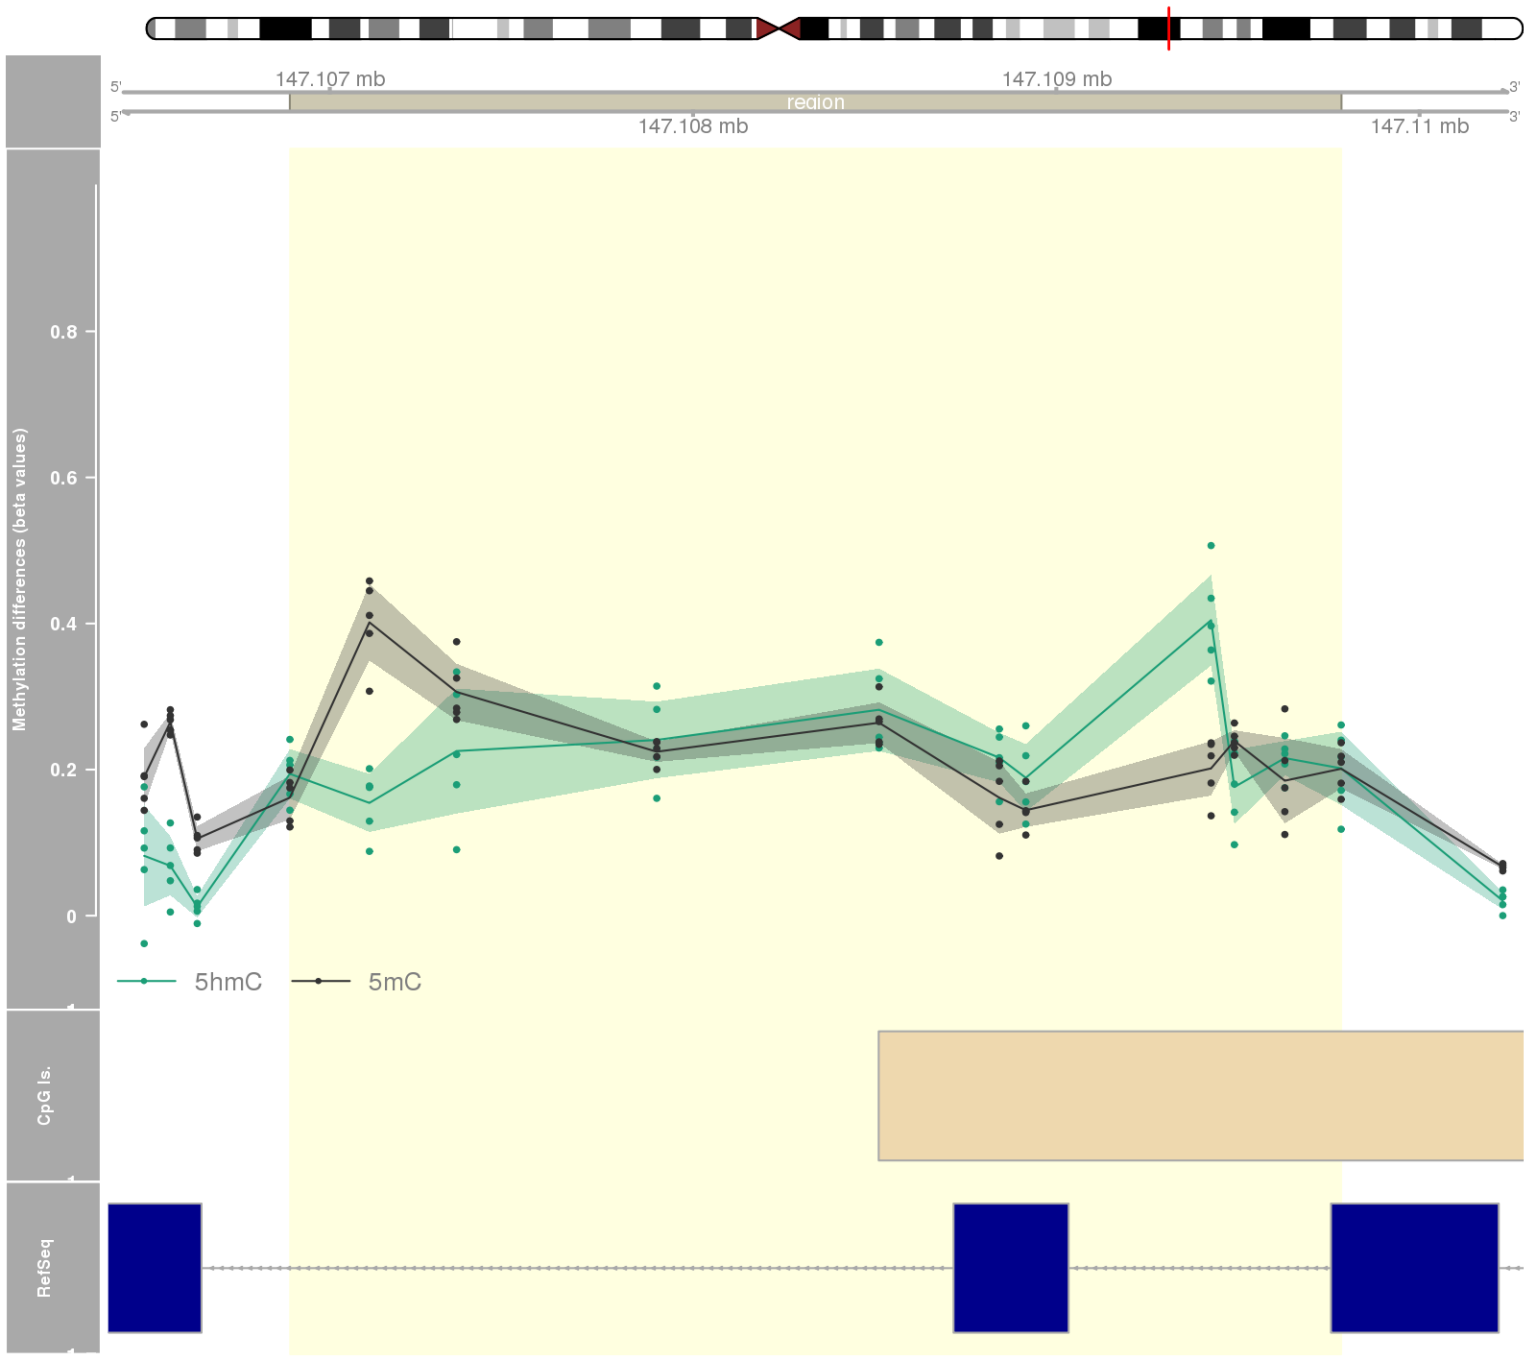 147.107 mb
147.109 mb
5'
3'
region
5'
3'
147.108 mb
147.11 mb
Methylation differences (beta values)
0.8
0.6
0.4
0.2
0
5hmC
5mC
CpG Is.
RefSeq